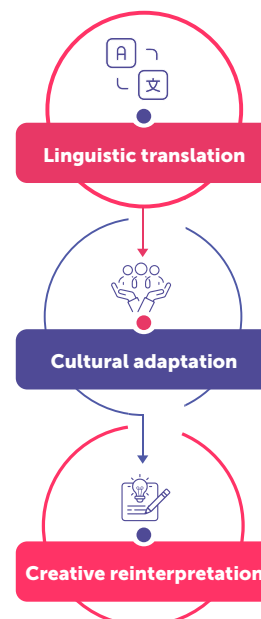 A
文
Linguistic translation
Cultural adaptation
Creative reinterpretation